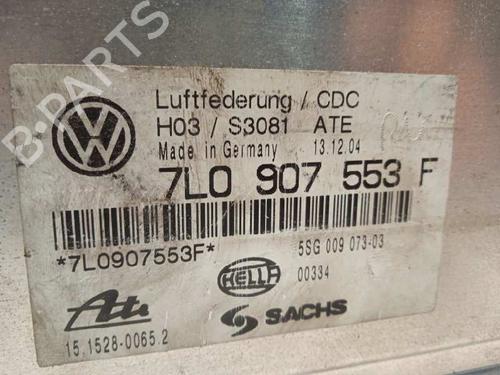 B-PARTS
Luftfederung / CDC
H03 / S3081 ATE
Made in Germany 13.12.04
7L0 907 553 F
*7L0907553F*
5SG 009 073-03
HELLA
00334
Ate
SACHS
15.1528-0065.2